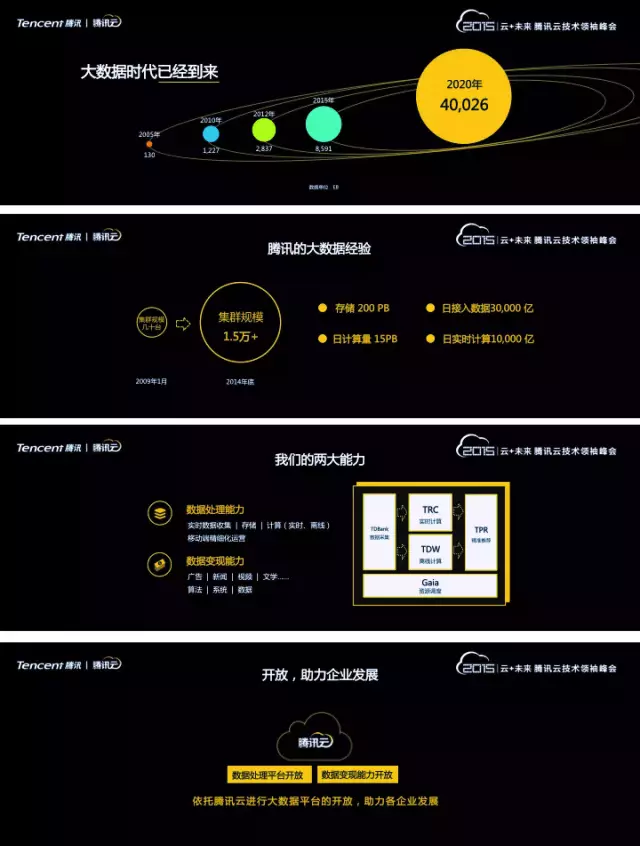 Tencent 腾讯 | 腾讯云
2015 云+未来 腾讯云技术领袖峰会
大数据时代已经到来
2005年
130
2010年
1,227
2012年
2,837
2015年
8,591
2020年
40,026
数据单位:EB
Tencent 腾讯 | 腾讯云
2015 云+未来 腾讯云技术领袖峰会
腾讯的大数据经验
集群规模
几十台
集群规模
1.5万+
2009年1月
2014年底
存储 200 PB
日接入数据30,000 亿
日计算量 15PB
日实时计算10,000 亿
Tencent 腾讯 | 腾讯云
2015 云+未来 腾讯云技术领袖峰会
我们的两大能力
数据处理能力
实时数据收集 | 存储 | 计算(实时、离线)
移动端精细化运营
数据变现能力
广告 | 新闻 | 视频 | 文学……
算法 | 系统 | 数据
TDBank
数据采集
TRC
实时计算
TDW
离线计算
TPR
精准推荐
Gaia
资源调度
Tencent 腾讯 | 腾讯云
2015 云+未来 腾讯云技术领袖峰会
开放，助力企业发展
腾讯云
数据处理平台开放
数据变现能力开放
依托腾讯云进行大数据平台的开放，助力各企业发展